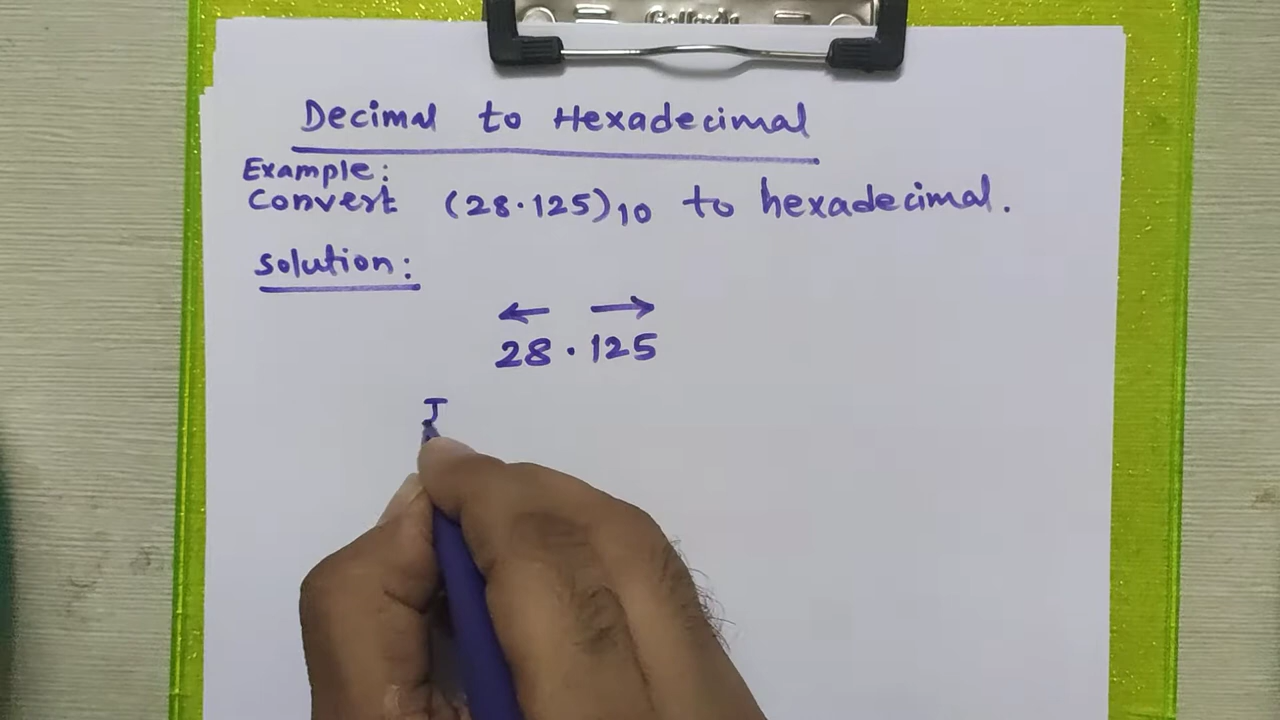 Decimal to Hexadecimal
Example:
Convert (28.125)10 to hexadecimal.
Solution:
← →
28.125
I